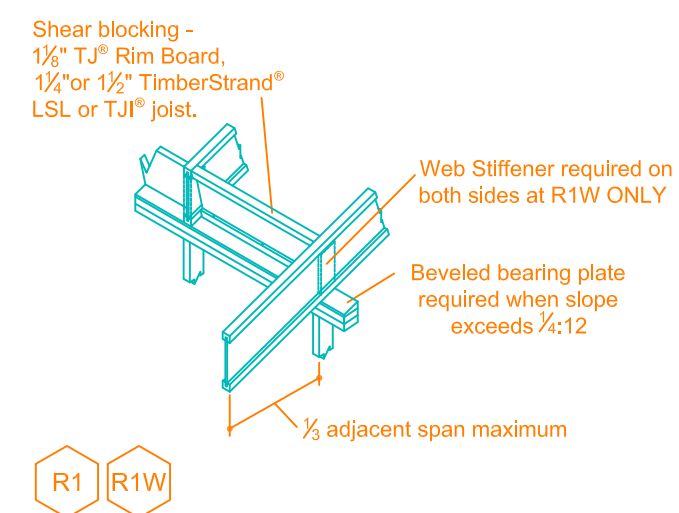 Shear blocking -
1⅛" TJ® Rim Board,
1¼"or 1½" TimberStrand®
LSL or TJI® joist.
Web Stiffener required on
both sides at R1W ONLY
Beveled bearing plate
required when slope
exceeds ¼:12
⅓ adjacent span maximum
R1
R1W